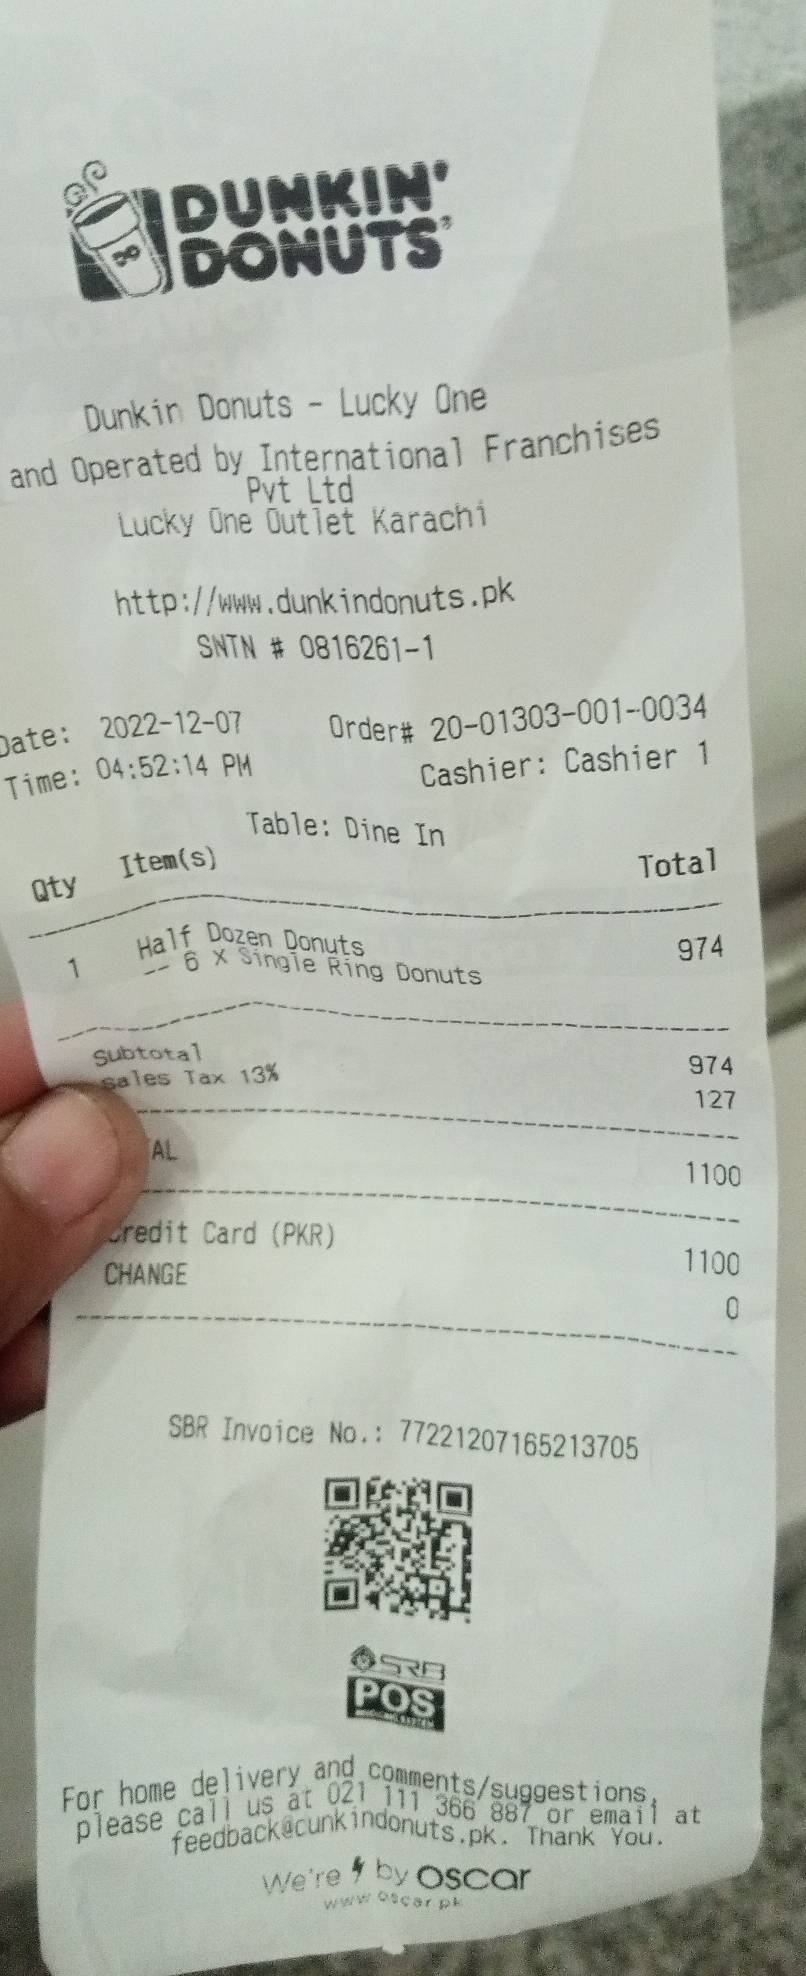 DUNKIN'
DONUTS®
Dunkin Donuts - Lucky One
and Operated by International Franchises
Pvt Ltd
Lucky One Outlet Karachi
http://www.dunkindonuts.pk
SNTN # 0816261-1
Date: 2022-12-07 Order# 20-01303-001-0034
Time: 04:52:14 PM Cashier: Cashier 1
Table: Dine In
Qty Item(s) Total
1 Half Dozen Donuts 974
-- 6 X Single Ring Donuts
Subtotal 974
Sales Tax 13% 127
AL 1100
Credit Card (PKR) 1100
CHANGE 0
SBR Invoice No.: 77221207165213705
SRB
POS
For home delivery and comments/suggestions,
please call us at 021 111 366 887 or email at
feedback@cunkindonuts.pk. Thank You.
We're by oscar
www.oscar.pk